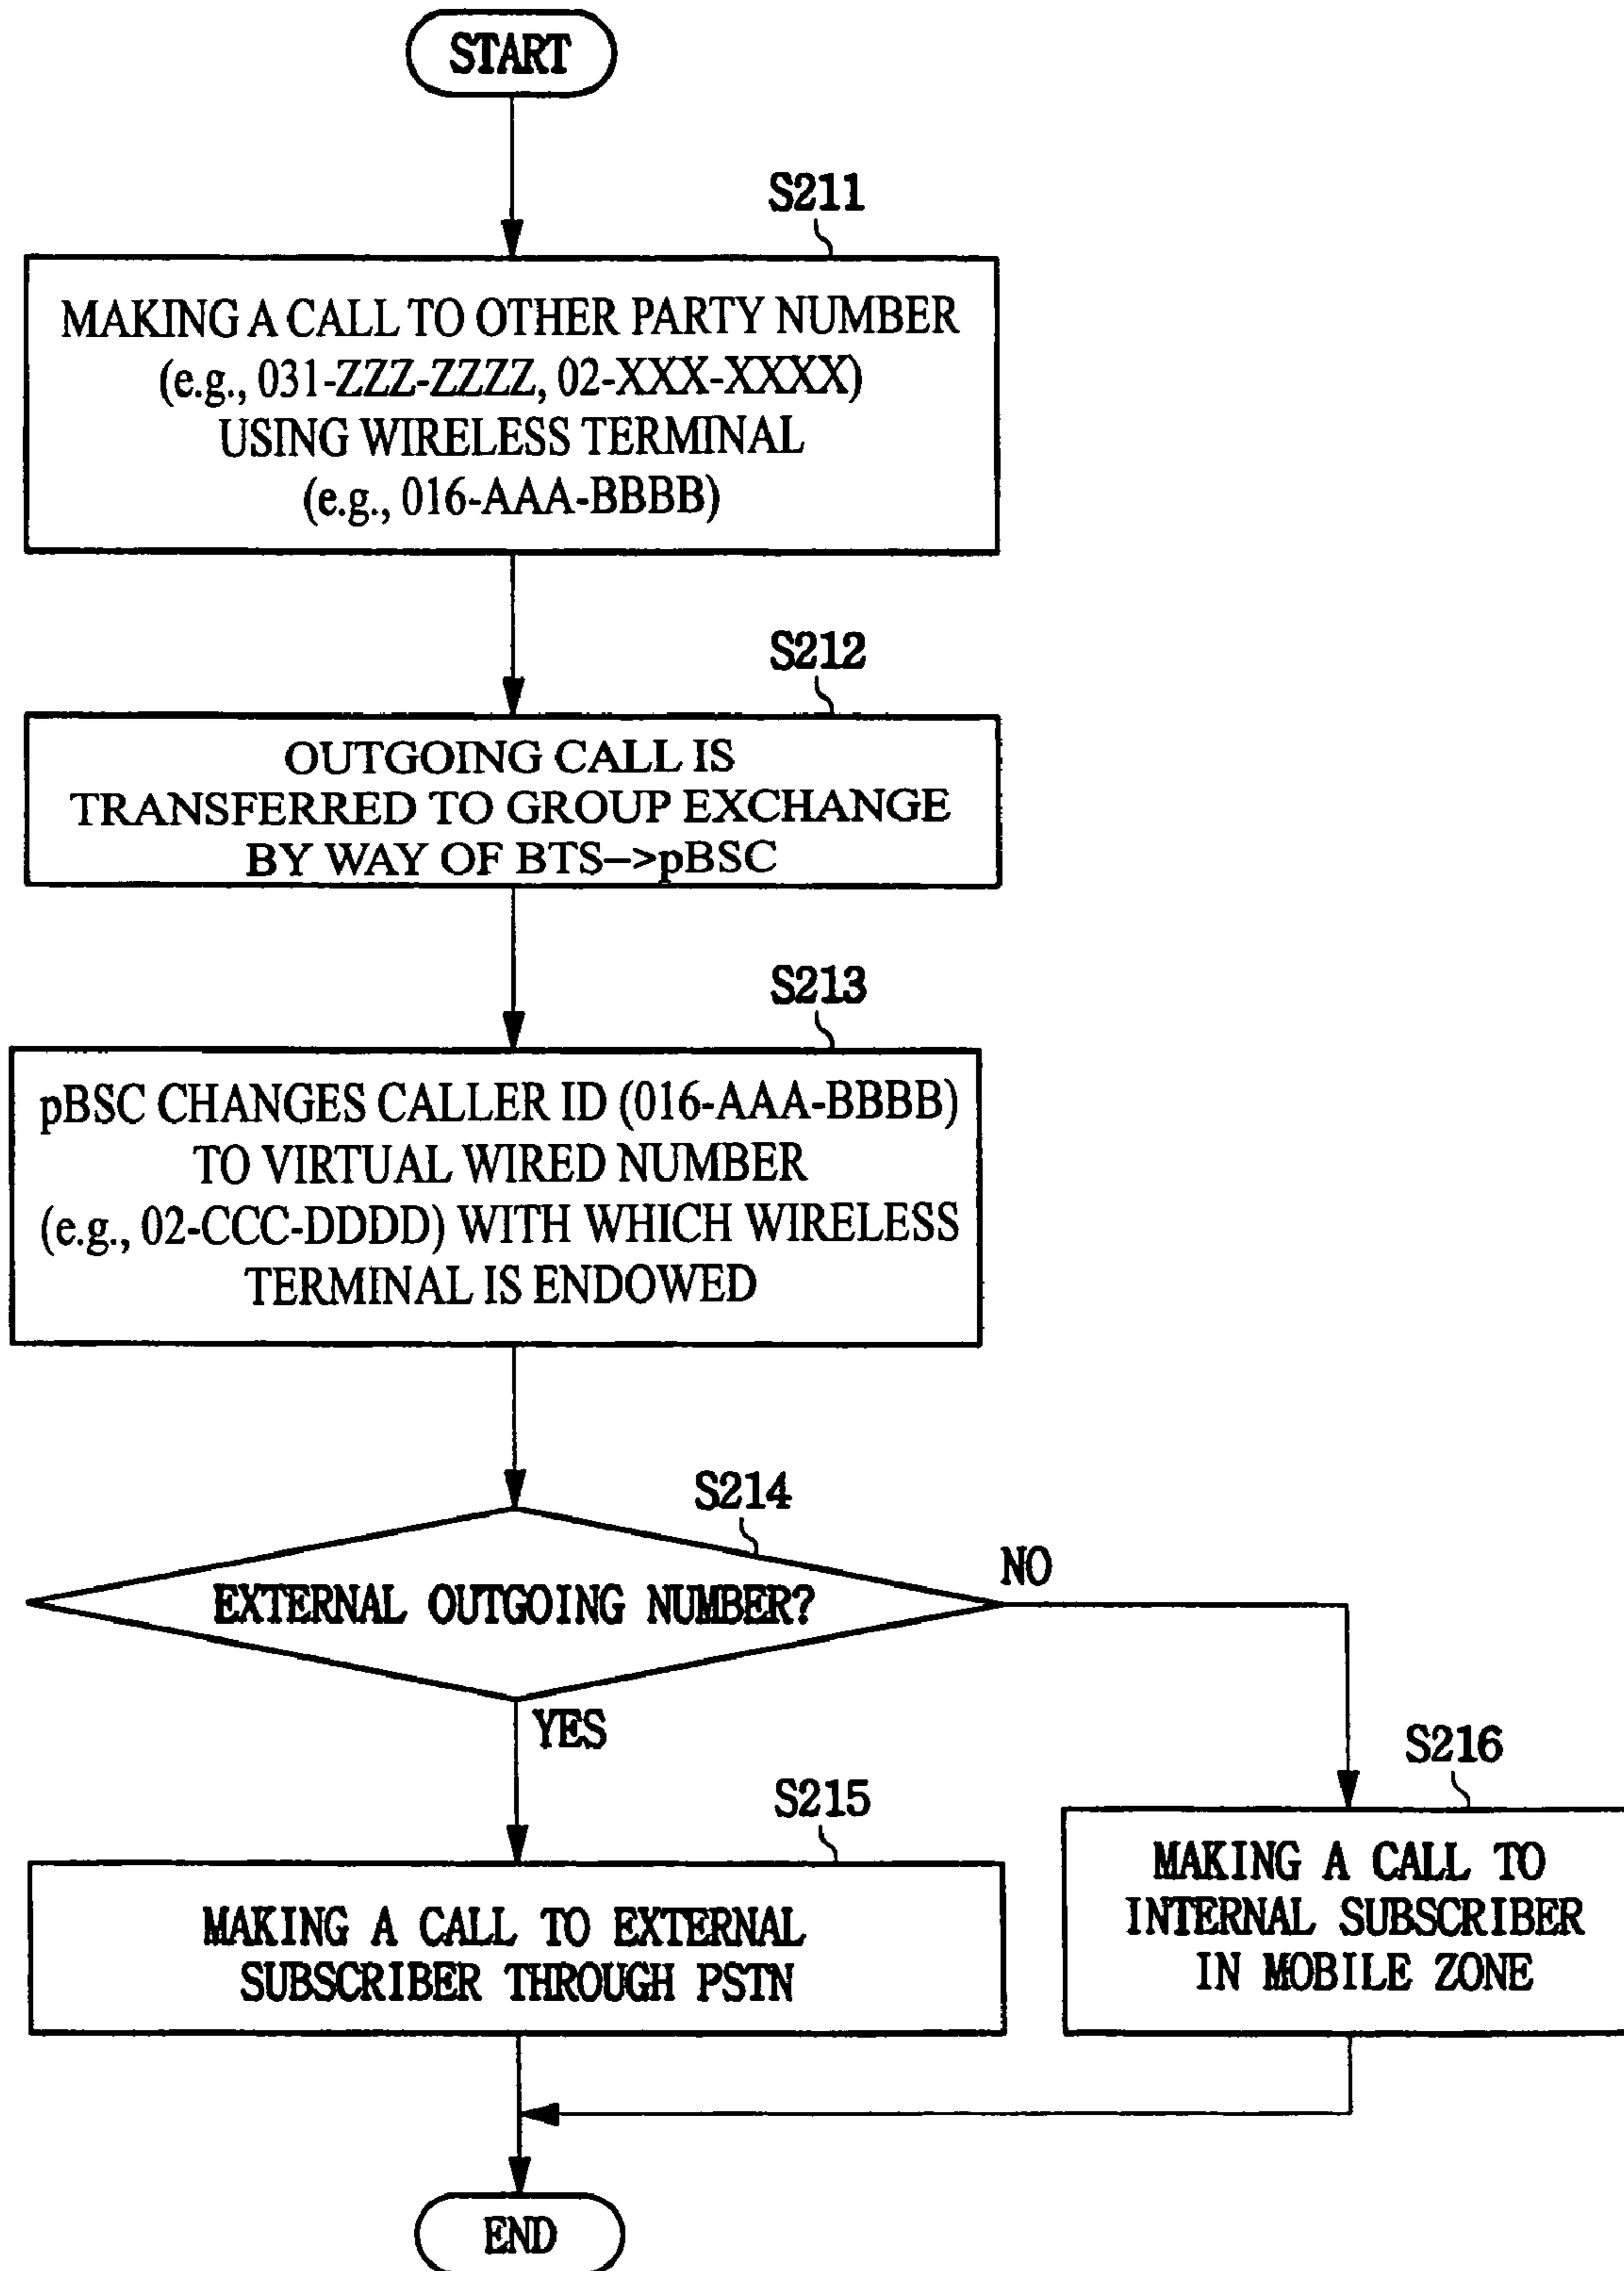 START
S211
MAKING A CALL TO OTHER PARTY NUMBER
(e.g., 031-ZZZ-ZZZZ, 02-XXX-XXXX)
USING WIRELESS TERMINAL
(e.g., 016-AAA-BBBB)
S212
OUTGOING CALL IS
TRANSFERRED TO GROUP EXCHANGE
BY WAY OF BTS->pBSC
S213
pBSC CHANGES CALLER ID (016-AAA-BBBB)
TO VIRTUAL WIRED NUMBER
(e.g., 02-CCC-DDDD) WITH WHICH WIRELESS
TERMINAL IS ENDOWED
S214
EXTERNAL OUTGOING NUMBER?
NO
YES
S215
MAKING A CALL TO EXTERNAL
SUBSCRIBER THROUGH PSTN
S216
MAKING A CALL TO
INTERNAL SUBSCRIBER
IN MOBILE ZONE
END